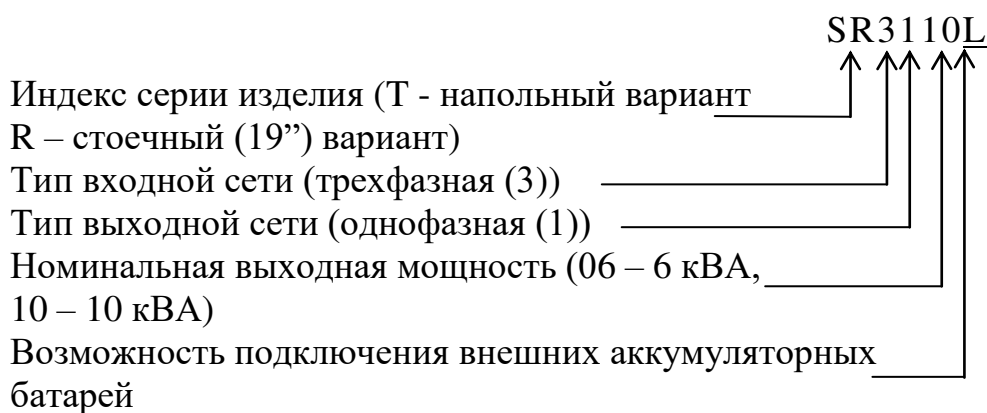 SR3110L
Индекс серии изделия (Т - напольный вариант
R – стоечный (19”) вариант)
Тип входной сети (трехфазная (3))
Тип выходной сети (однофазная (1))
Номинальная выходная мощность (06 – 6 кВА,
10 – 10 кВА)
Возможность подключения внешних аккумуляторных
батарей